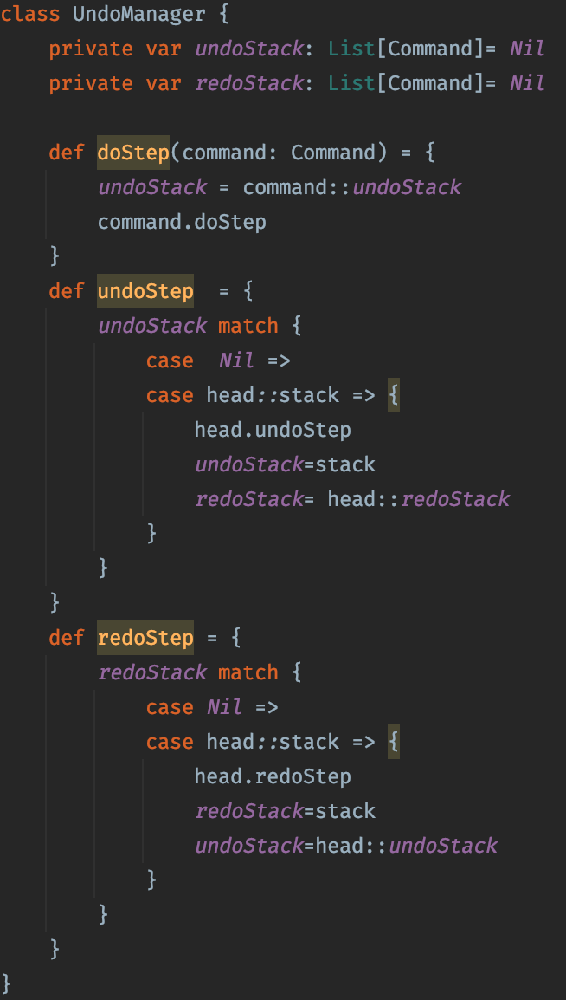 class UndoManager {
    private var undoStack: List[Command]= Nil
    private var redoStack: List[Command]= Nil

    def doStep(command: Command) = {
        undoStack = command::undoStack
        command.doStep
    }
    def undoStep  = {
        undoStack match {
            case  Nil =>
            case head::stack => {
                head.undoStep
                undoStack=stack
                redoStack= head::redoStack
            }
        }
    }
    def redoStep = {
        redoStack match {
            case Nil =>
            case head::stack => {
                head.redoStep
                redoStack=stack
                undoStack=head::undoStack
            }
        }
    }
}